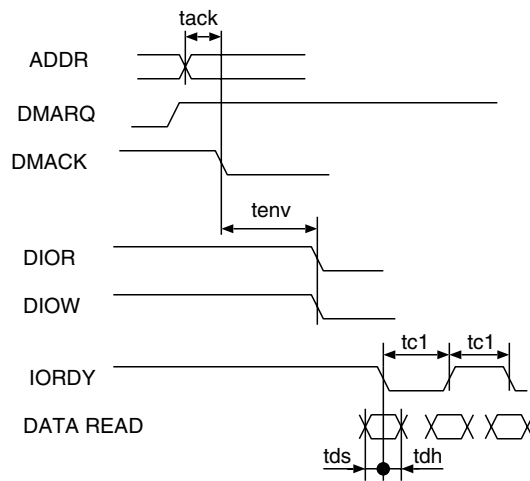 tack
ADDR
DMARQ
DMACK
tenv
DIOR
DIOW
tc1 tc1
IORDY
DATA READ
tds tdh